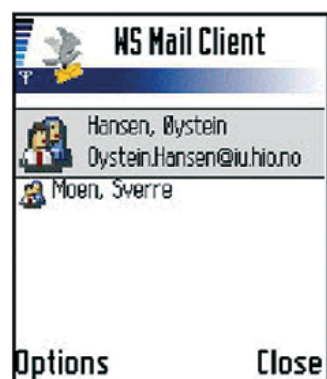 WS Mail Client
Hansen, Øystein
Oystein.Hansen@iu.hio.no
Moen, Sverre
Options Close